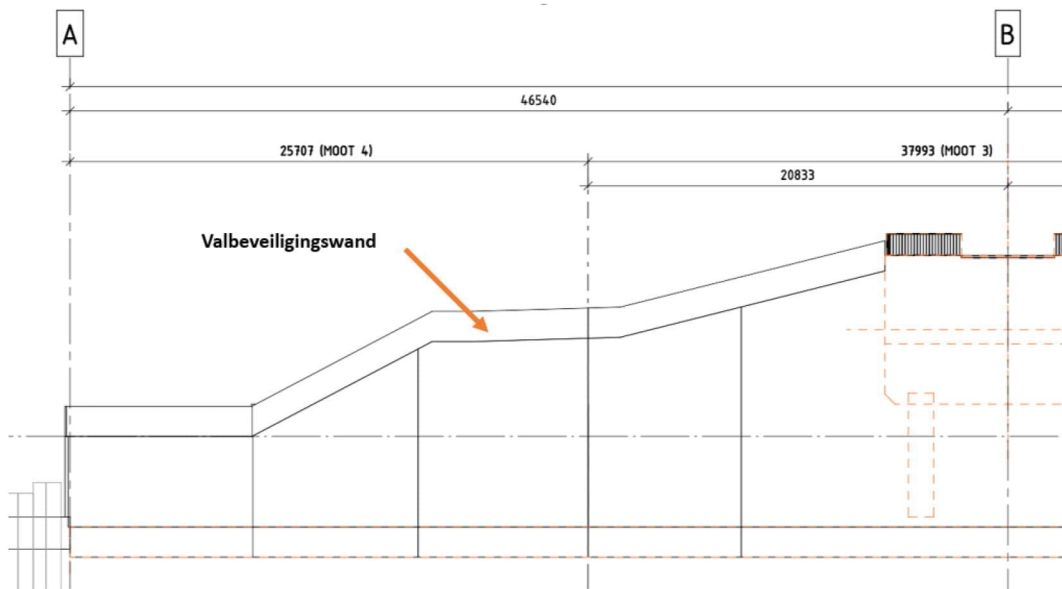 A
B
46540
25707 (MOOT 4)
37993 (MOOT 3)
20833
Valbeveiligingswand